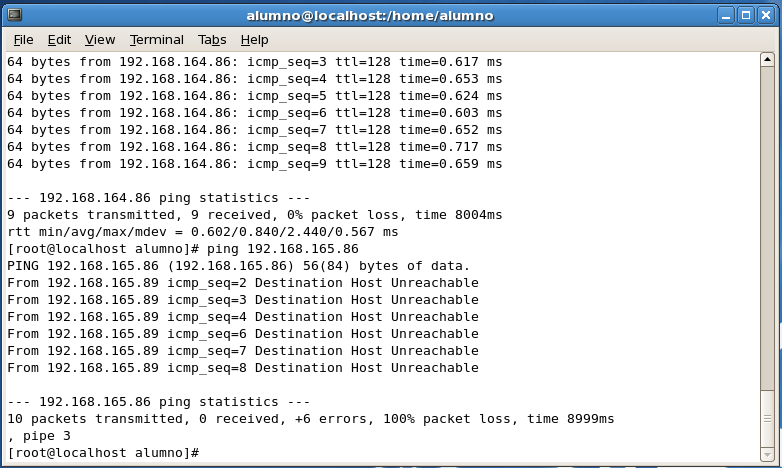 alumno@localhost:/home/alumno
File Edit View Terminal Tabs Help
64 bytes from 192.168.164.86: icmp_seq=3 ttl=128 time=0.617 ms
64 bytes from 192.168.164.86: icmp_seq=4 ttl=128 time=0.653 ms
64 bytes from 192.168.164.86: icmp_seq=5 ttl=128 time=0.624 ms
64 bytes from 192.168.164.86: icmp_seq=6 ttl=128 time=0.603 ms
64 bytes from 192.168.164.86: icmp_seq=7 ttl=128 time=0.652 ms
64 bytes from 192.168.164.86: icmp_seq=8 ttl=128 time=0.717 ms
64 bytes from 192.168.164.86: icmp_seq=9 ttl=128 time=0.659 ms
--- 192.168.164.86 ping statistics ---
9 packets transmitted, 9 received, 0% packet loss, time 8004ms
rtt min/avg/max/mdev = 0.602/0.840/2.440/0.567 ms
[root@localhost alumno]# ping 192.168.165.86
PING 192.168.165.86 (192.168.165.86) 56(84) bytes of data.
From 192.168.165.89 icmp_seq=2 Destination Host Unreachable
From 192.168.165.89 icmp_seq=3 Destination Host Unreachable
From 192.168.165.89 icmp_seq=4 Destination Host Unreachable
From 192.168.165.89 icmp_seq=6 Destination Host Unreachable
From 192.168.165.89 icmp_seq=7 Destination Host Unreachable
From 192.168.165.89 icmp_seq=8 Destination Host Unreachable
--- 192.168.165.86 ping statistics ---
10 packets transmitted, 0 received, +6 errors, 100% packet loss, time 8999ms
, pipe 3
[root@localhost alumno]#